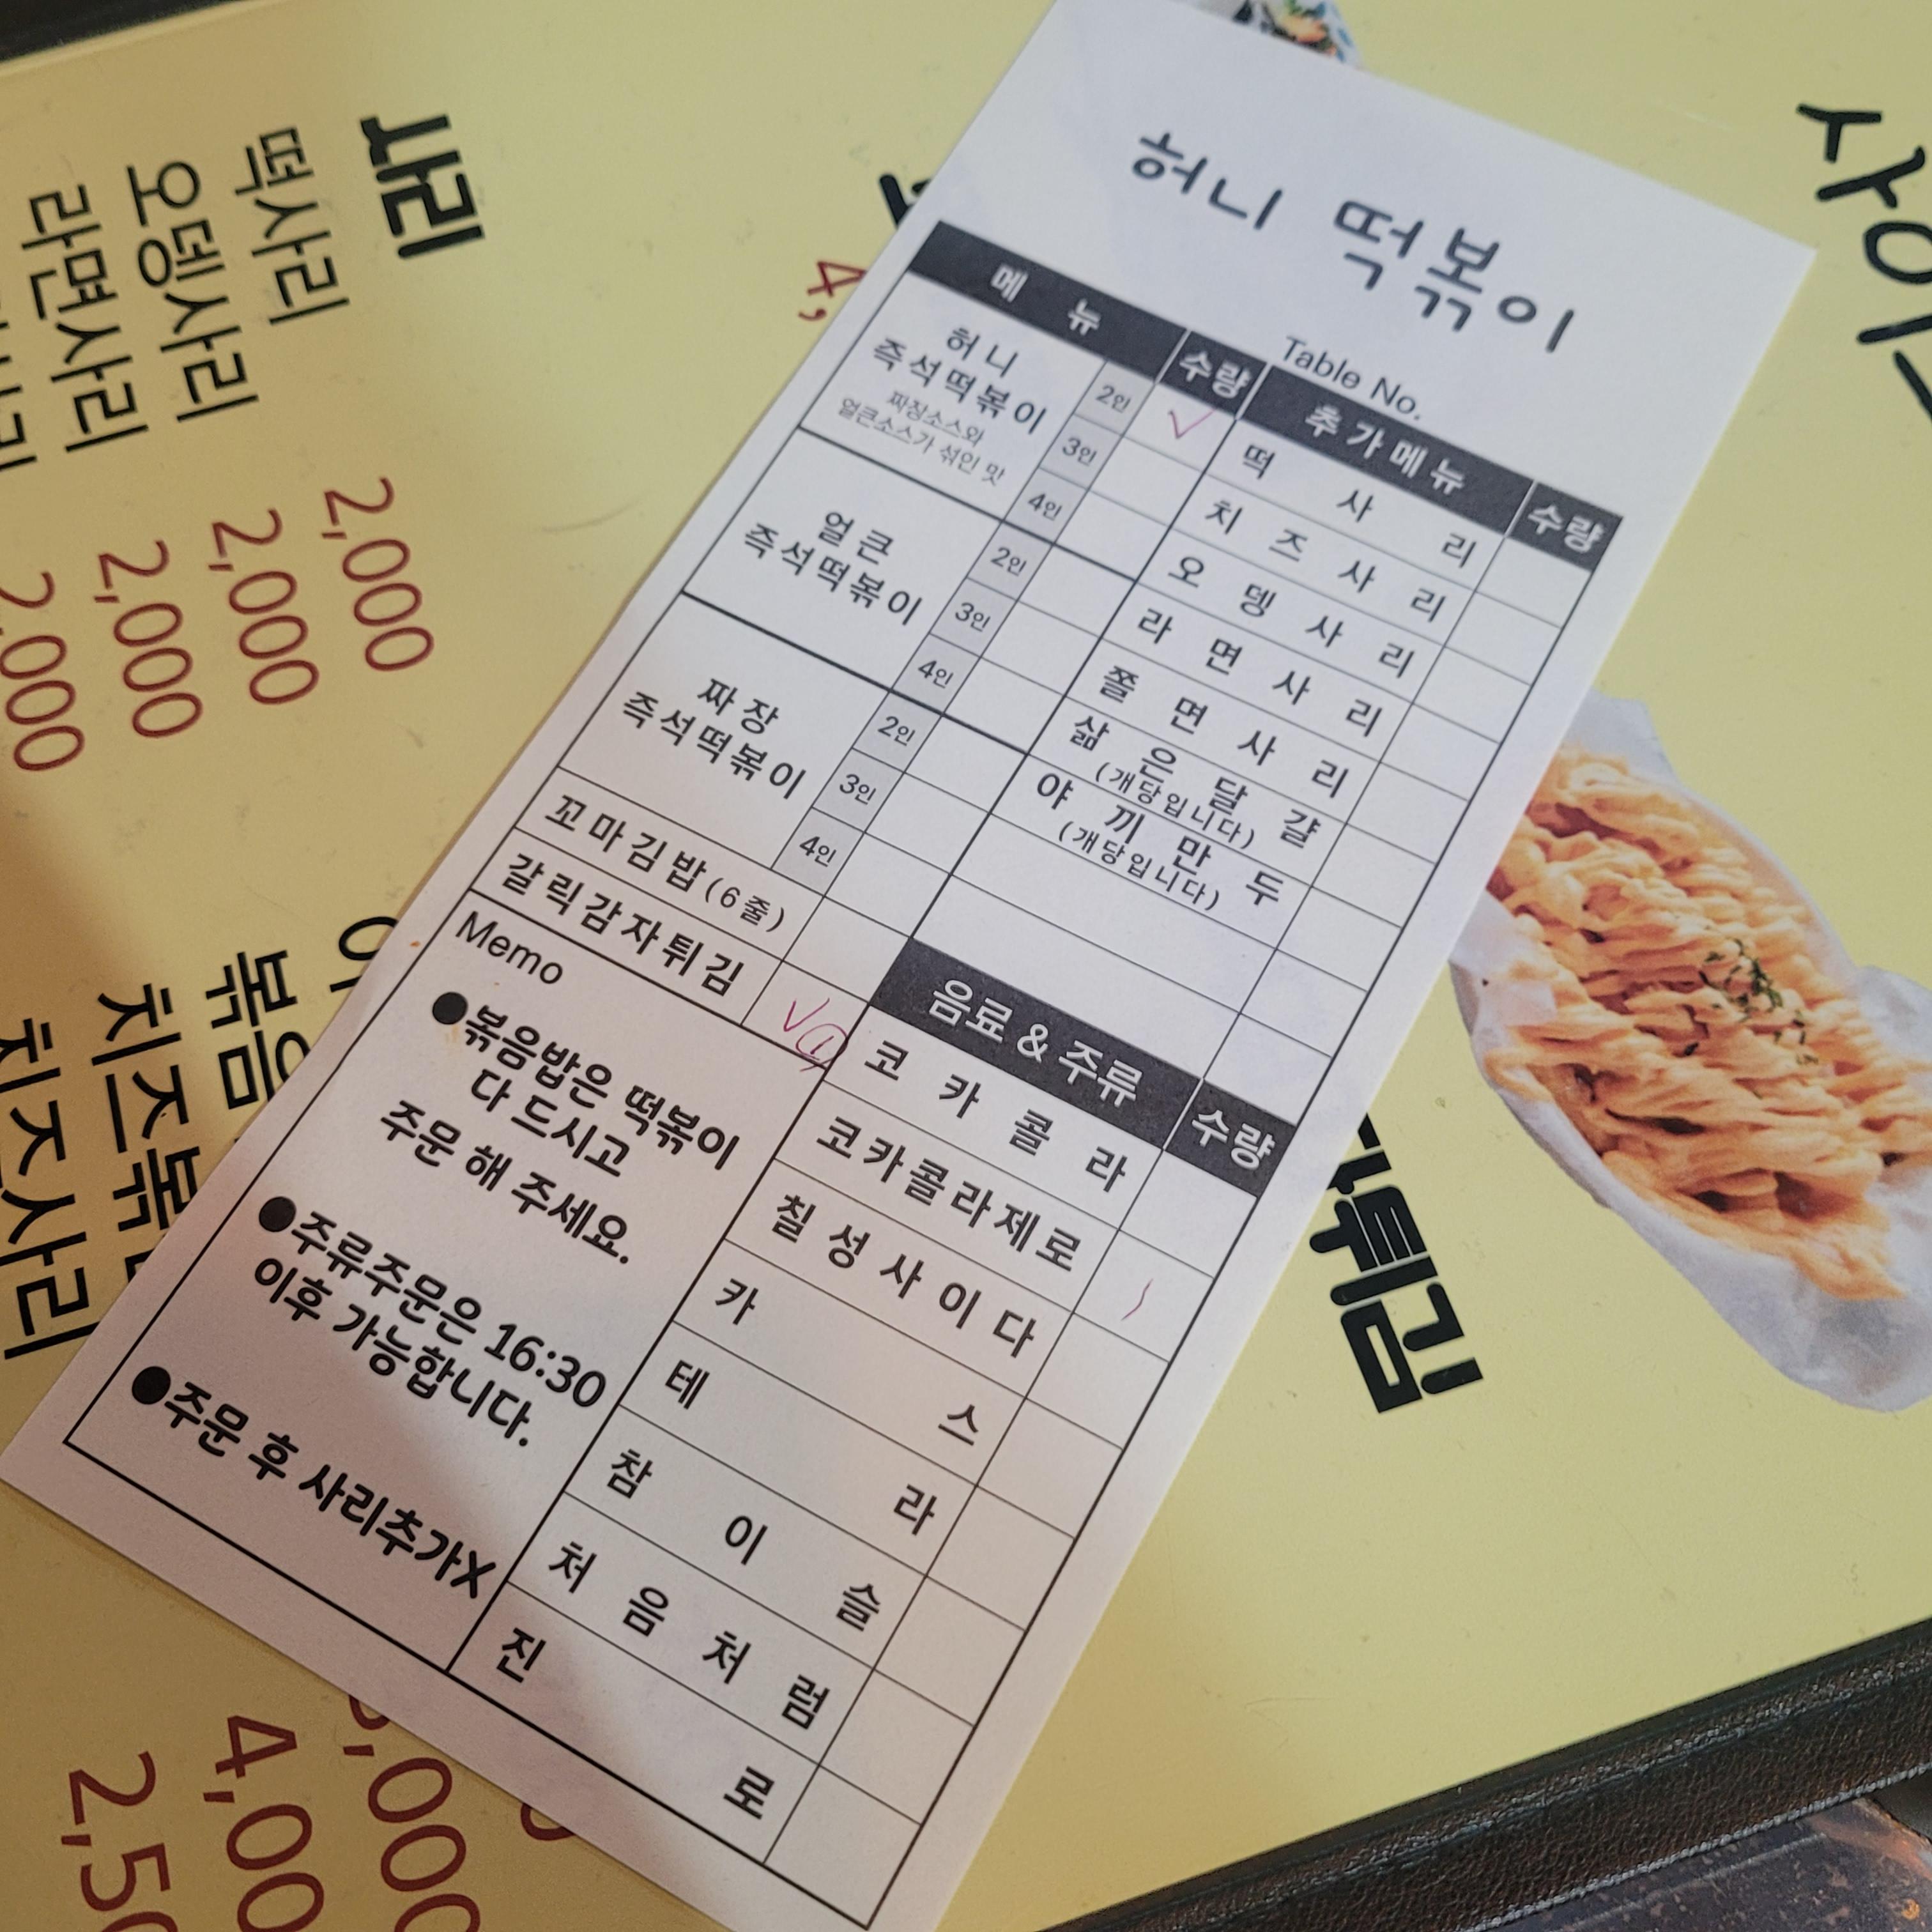 허니 떡볶이
Table No.
메 뉴 수량
허니
즉석떡볶이
짜장소스와
얼큰소스가 섞인 맛
2인 ✓
3인
4인
얼큰
즉석떡볶이
2인
3인
4인
짜장
즉석떡볶이
2인
3인
4인
꼬마김밥(6줄)
갈릭감자튀김 ✓①
추가메뉴 수량
떡사리
치즈사리
오뎅사리
라면사리
쫄면사리
삶은달걀
(개당입니다)
야끼만두
(개당입니다)
음료&주류 수량
코카콜라
코카콜라제로 1
칠성사이다
카스
테라
참이슬
처음처럼
진로
Memo
●볶음밥은 떡볶이
다 드시고
주문 해 주세요.
●주류주문은 16:30
이후 가능합니다.
●주문 후 사리추가X
사리
떡사리 2,000
오뎅사리 2,000
라면사리 2,000
2,000
볶음
치즈볶
치즈사리
4,
튀김